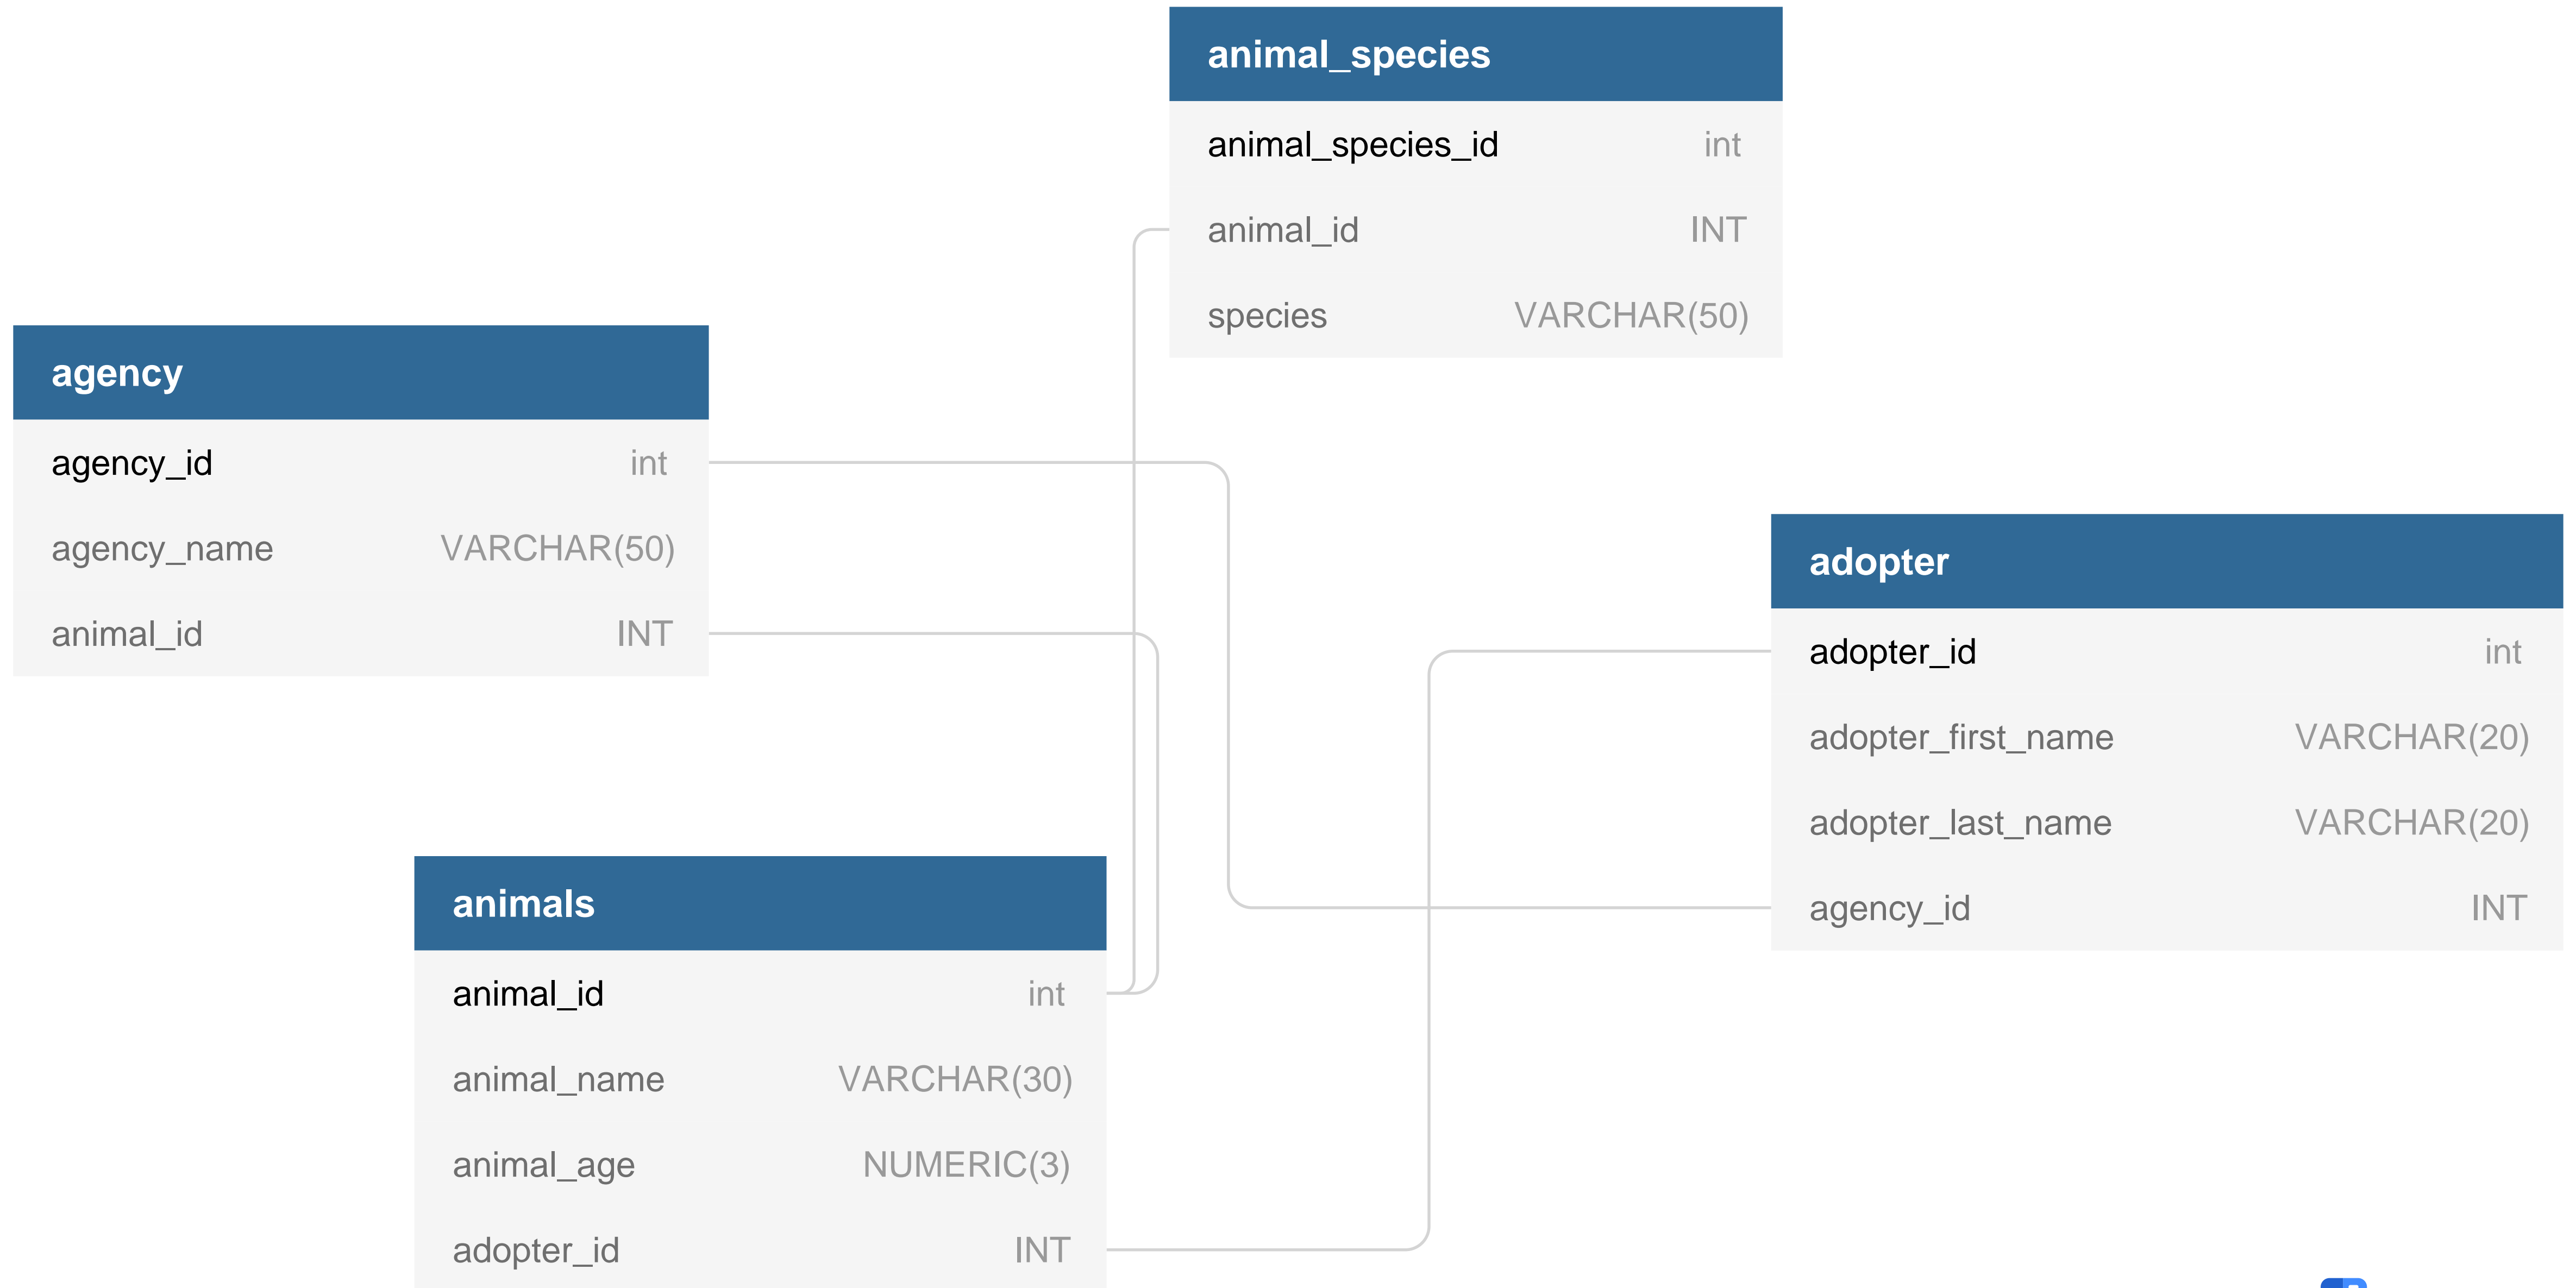 animal_species
animal_species_id int
animal_id INT
species VARCHAR(50)
agency
agency_id int
agency_name VARCHAR(50)
animal_id INT
adopter
adopter_id int
adopter_first_name VARCHAR(20)
adopter_last_name VARCHAR(20)
agency_id INT
animals
animal_id int
animal_name VARCHAR(30)
animal_age NUMERIC(3)
adopter_id INT